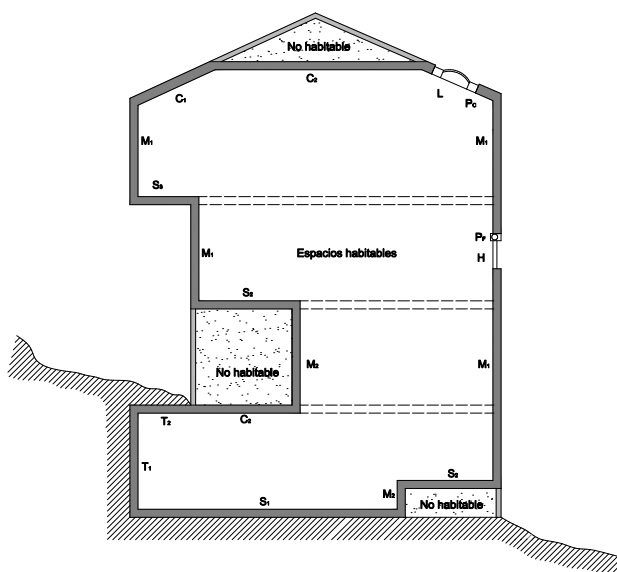 No habitable
C₂
C₁
L
Pc
M₁
M₁
S₃
M₁
Espacios habitables
PF
H
S₂
No habitable
M₂
M₁
T₂
C₂
T₁
S₂
M₂
S₁
No habitable